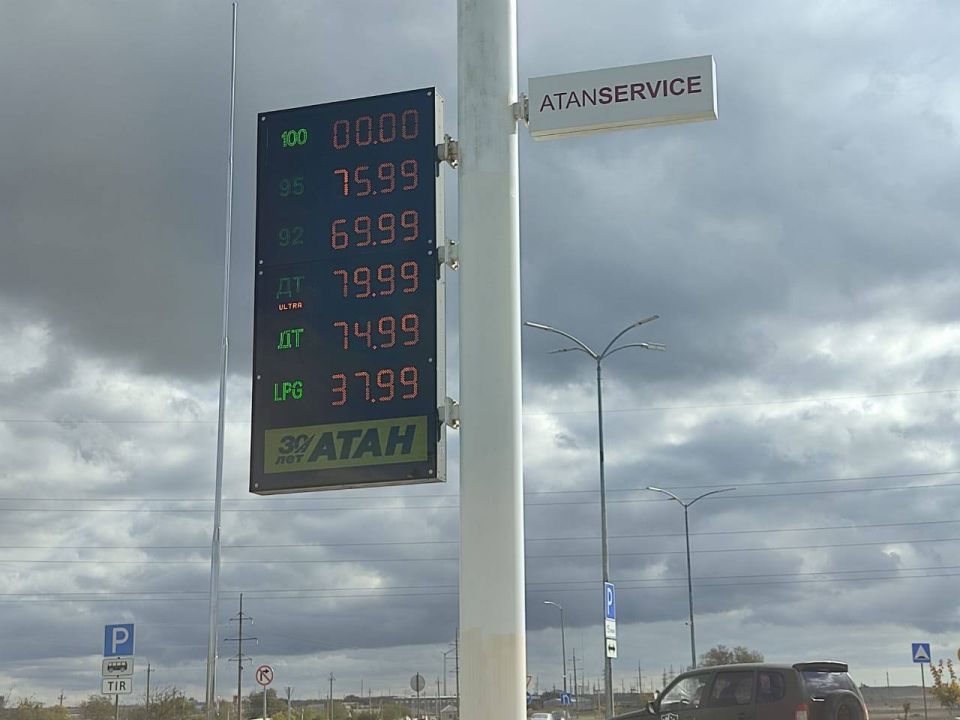 ATANSERVICE
100 00.00
95 75.99
92 69.99
ДТ 79.99
ULTRA
ДТ 74.99
LPG 37.99
30 лет АТАН
P
P
TIR